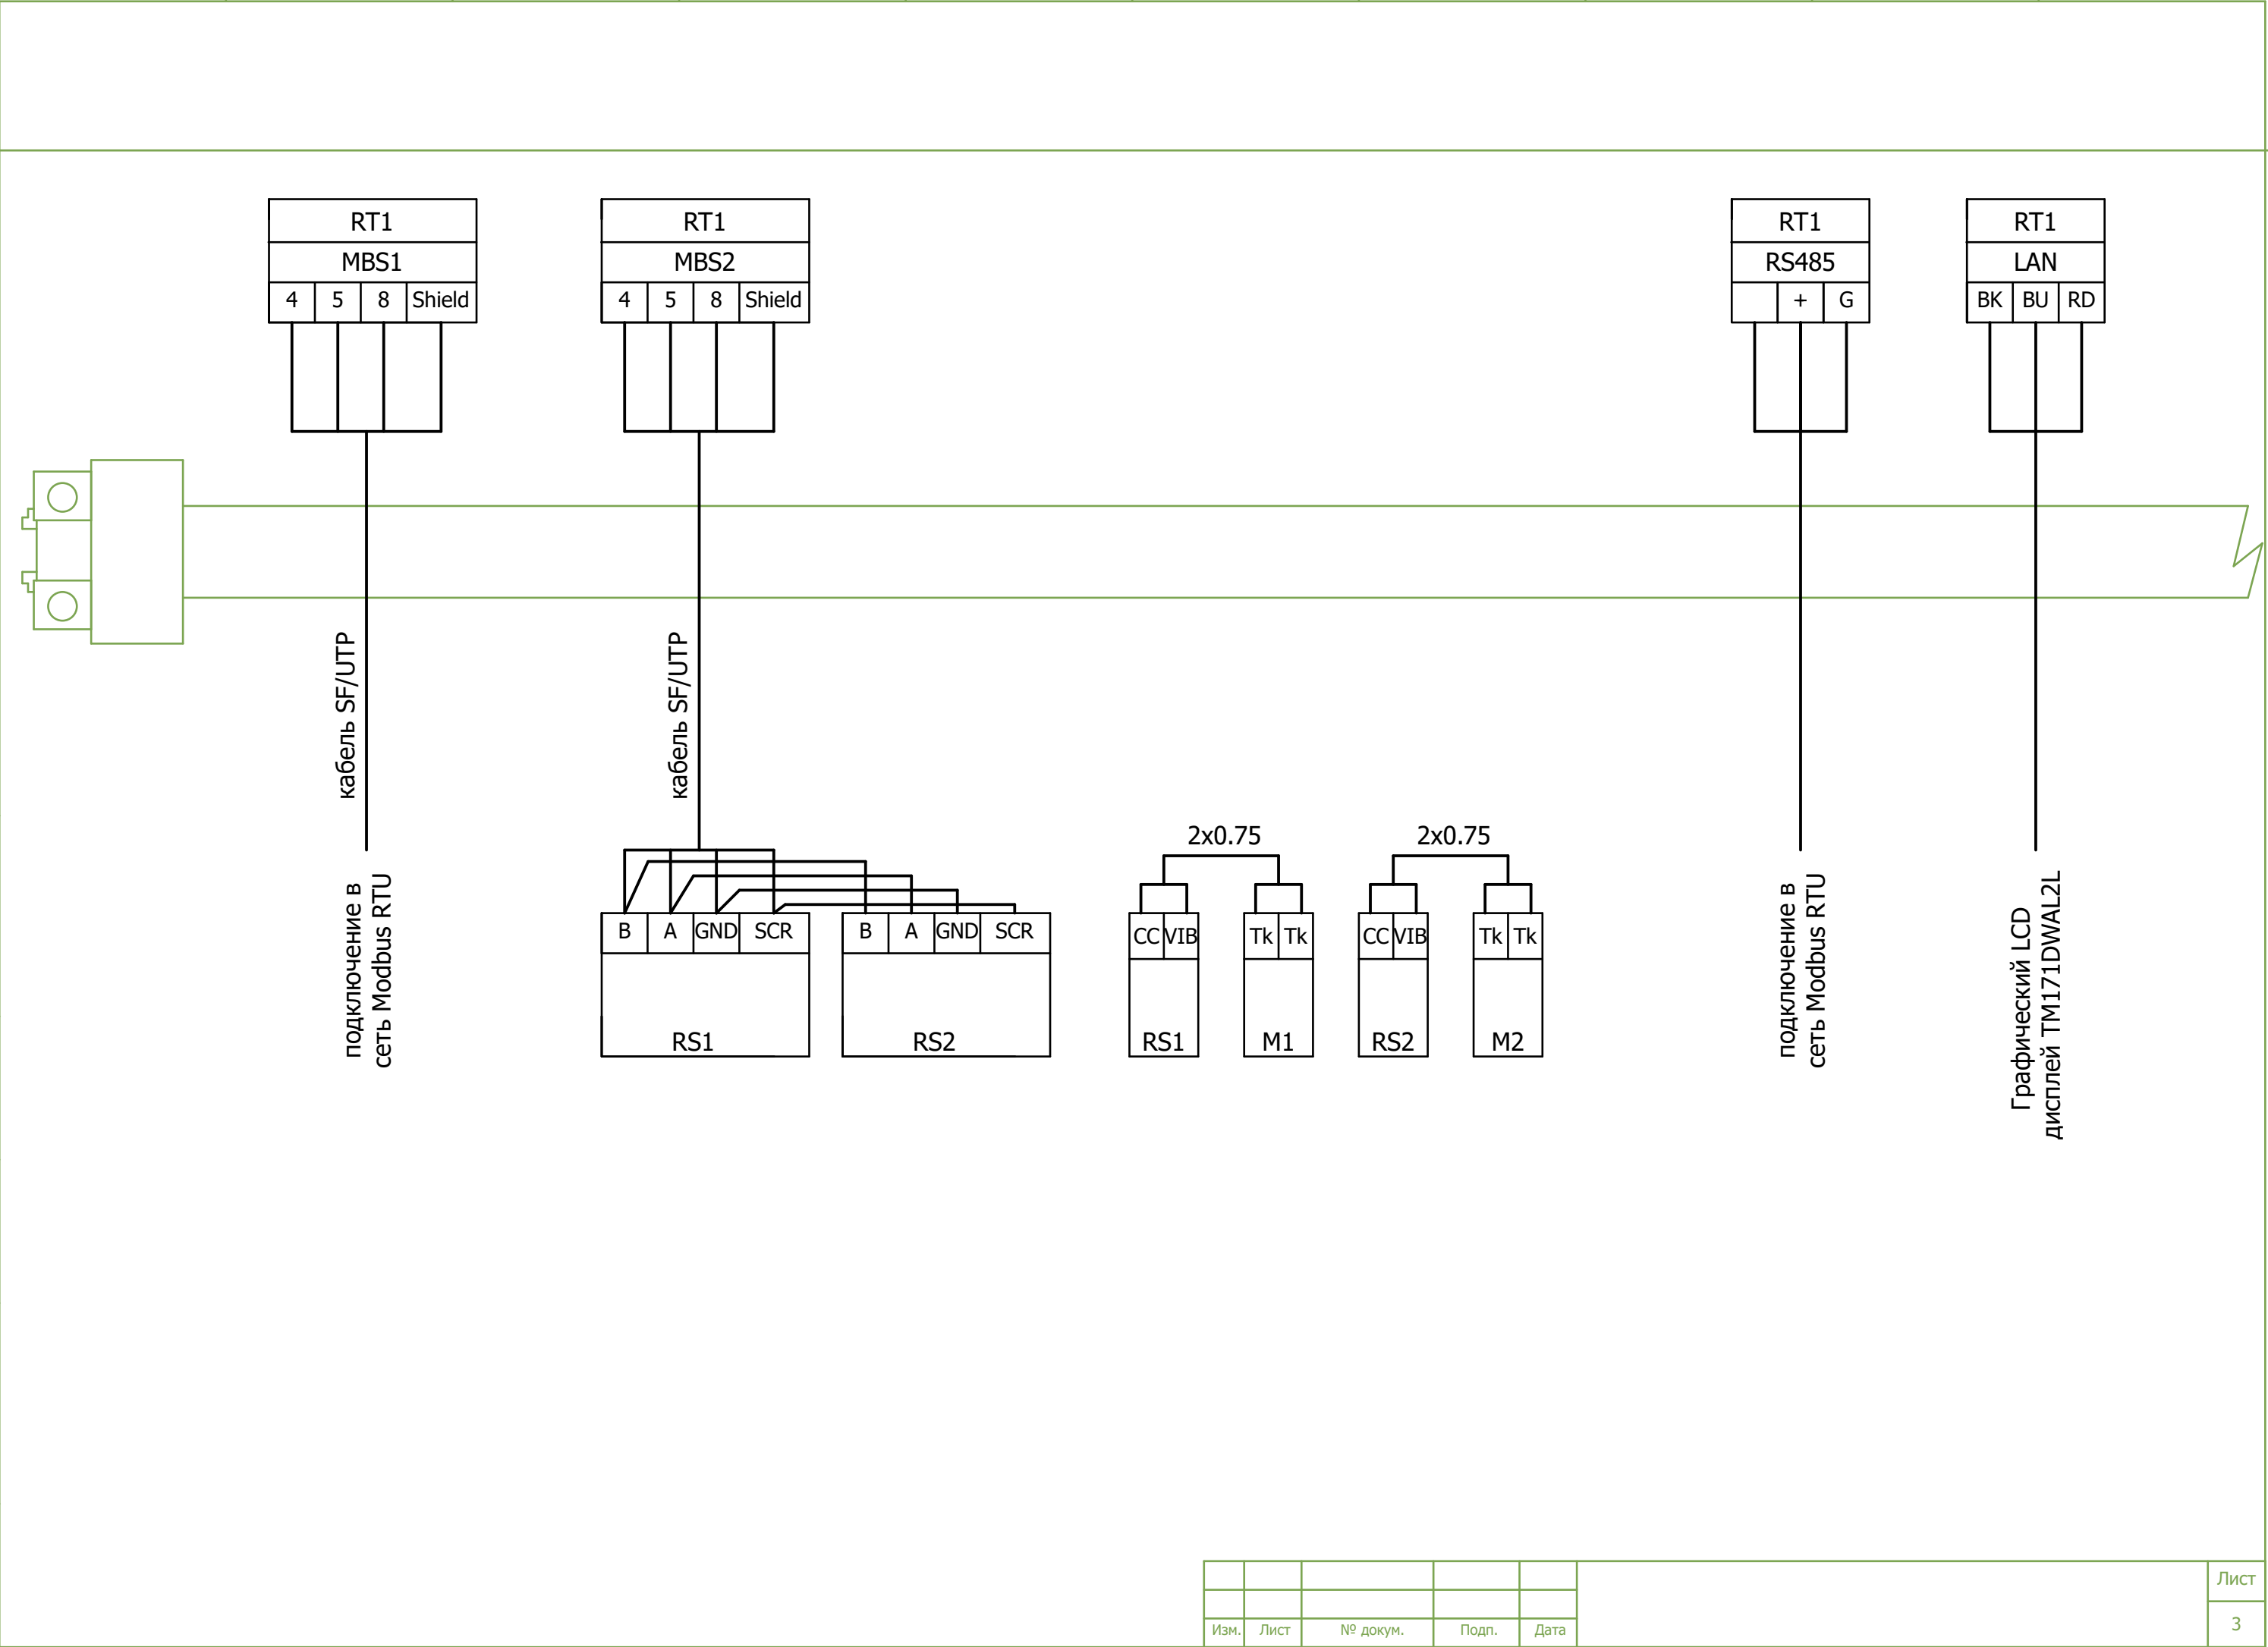 RT1
MBS1
4 5 8 Shield
RT1
MBS2
4 5 8 Shield
RT1
RS485
+ G
RT1
LAN
BK BU RD
кабель SF/UTP
кабель SF/UTP
подключение в
сеть Modbus RTU
B A GND SCR
RS1
B A GND SCR
RS2
2x0.75
CC VIB
RS1
Tk Tk
M1
2x0.75
CC VIB
RS2
Tk Tk
M2
подключение в
сеть Modbus RTU
Графический LCD
дисплей TM171DWAL2L
Изм. Лист № докум. Подп. Дата
Лист
3